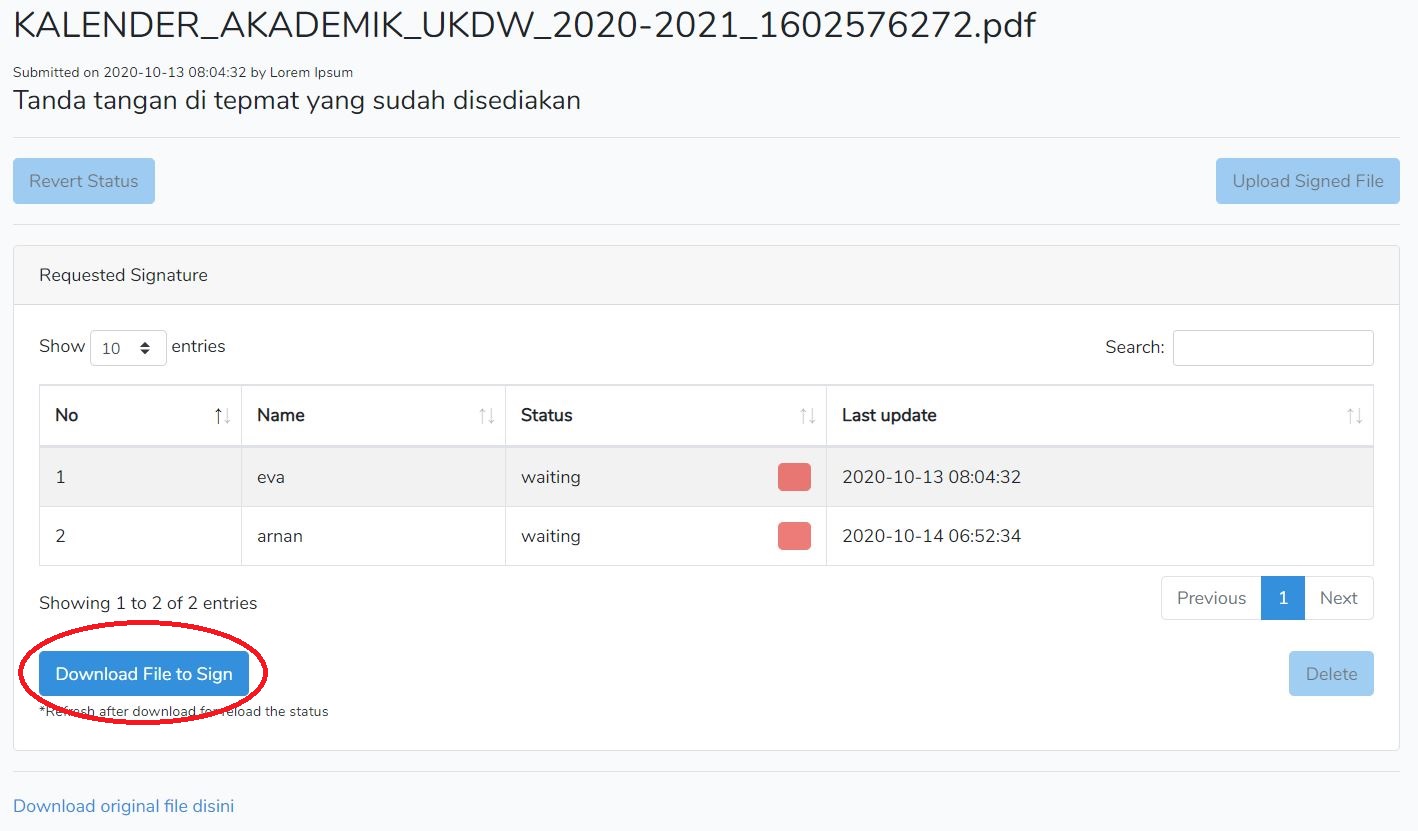 KALENDER_AKADEMIK_UKDW_2020-2021_1602576272.pdf
Submitted on 2020-10-13 08:04:32 by Lorem Ipsum
Tanda tangan di tepmat yang sudah disediakan
Revert Status Upload Signed File
Requested Signature
Show 10 entries Search:
No Name Status Last update
1 eva waiting 2020-10-13 08:04:32
2 arnan waiting 2020-10-14 06:52:34
Showing 1 to 2 of 2 entries Previous 1 Next
Download File to Sign Delete
*Refresh after download for reload the status
Download original file disini